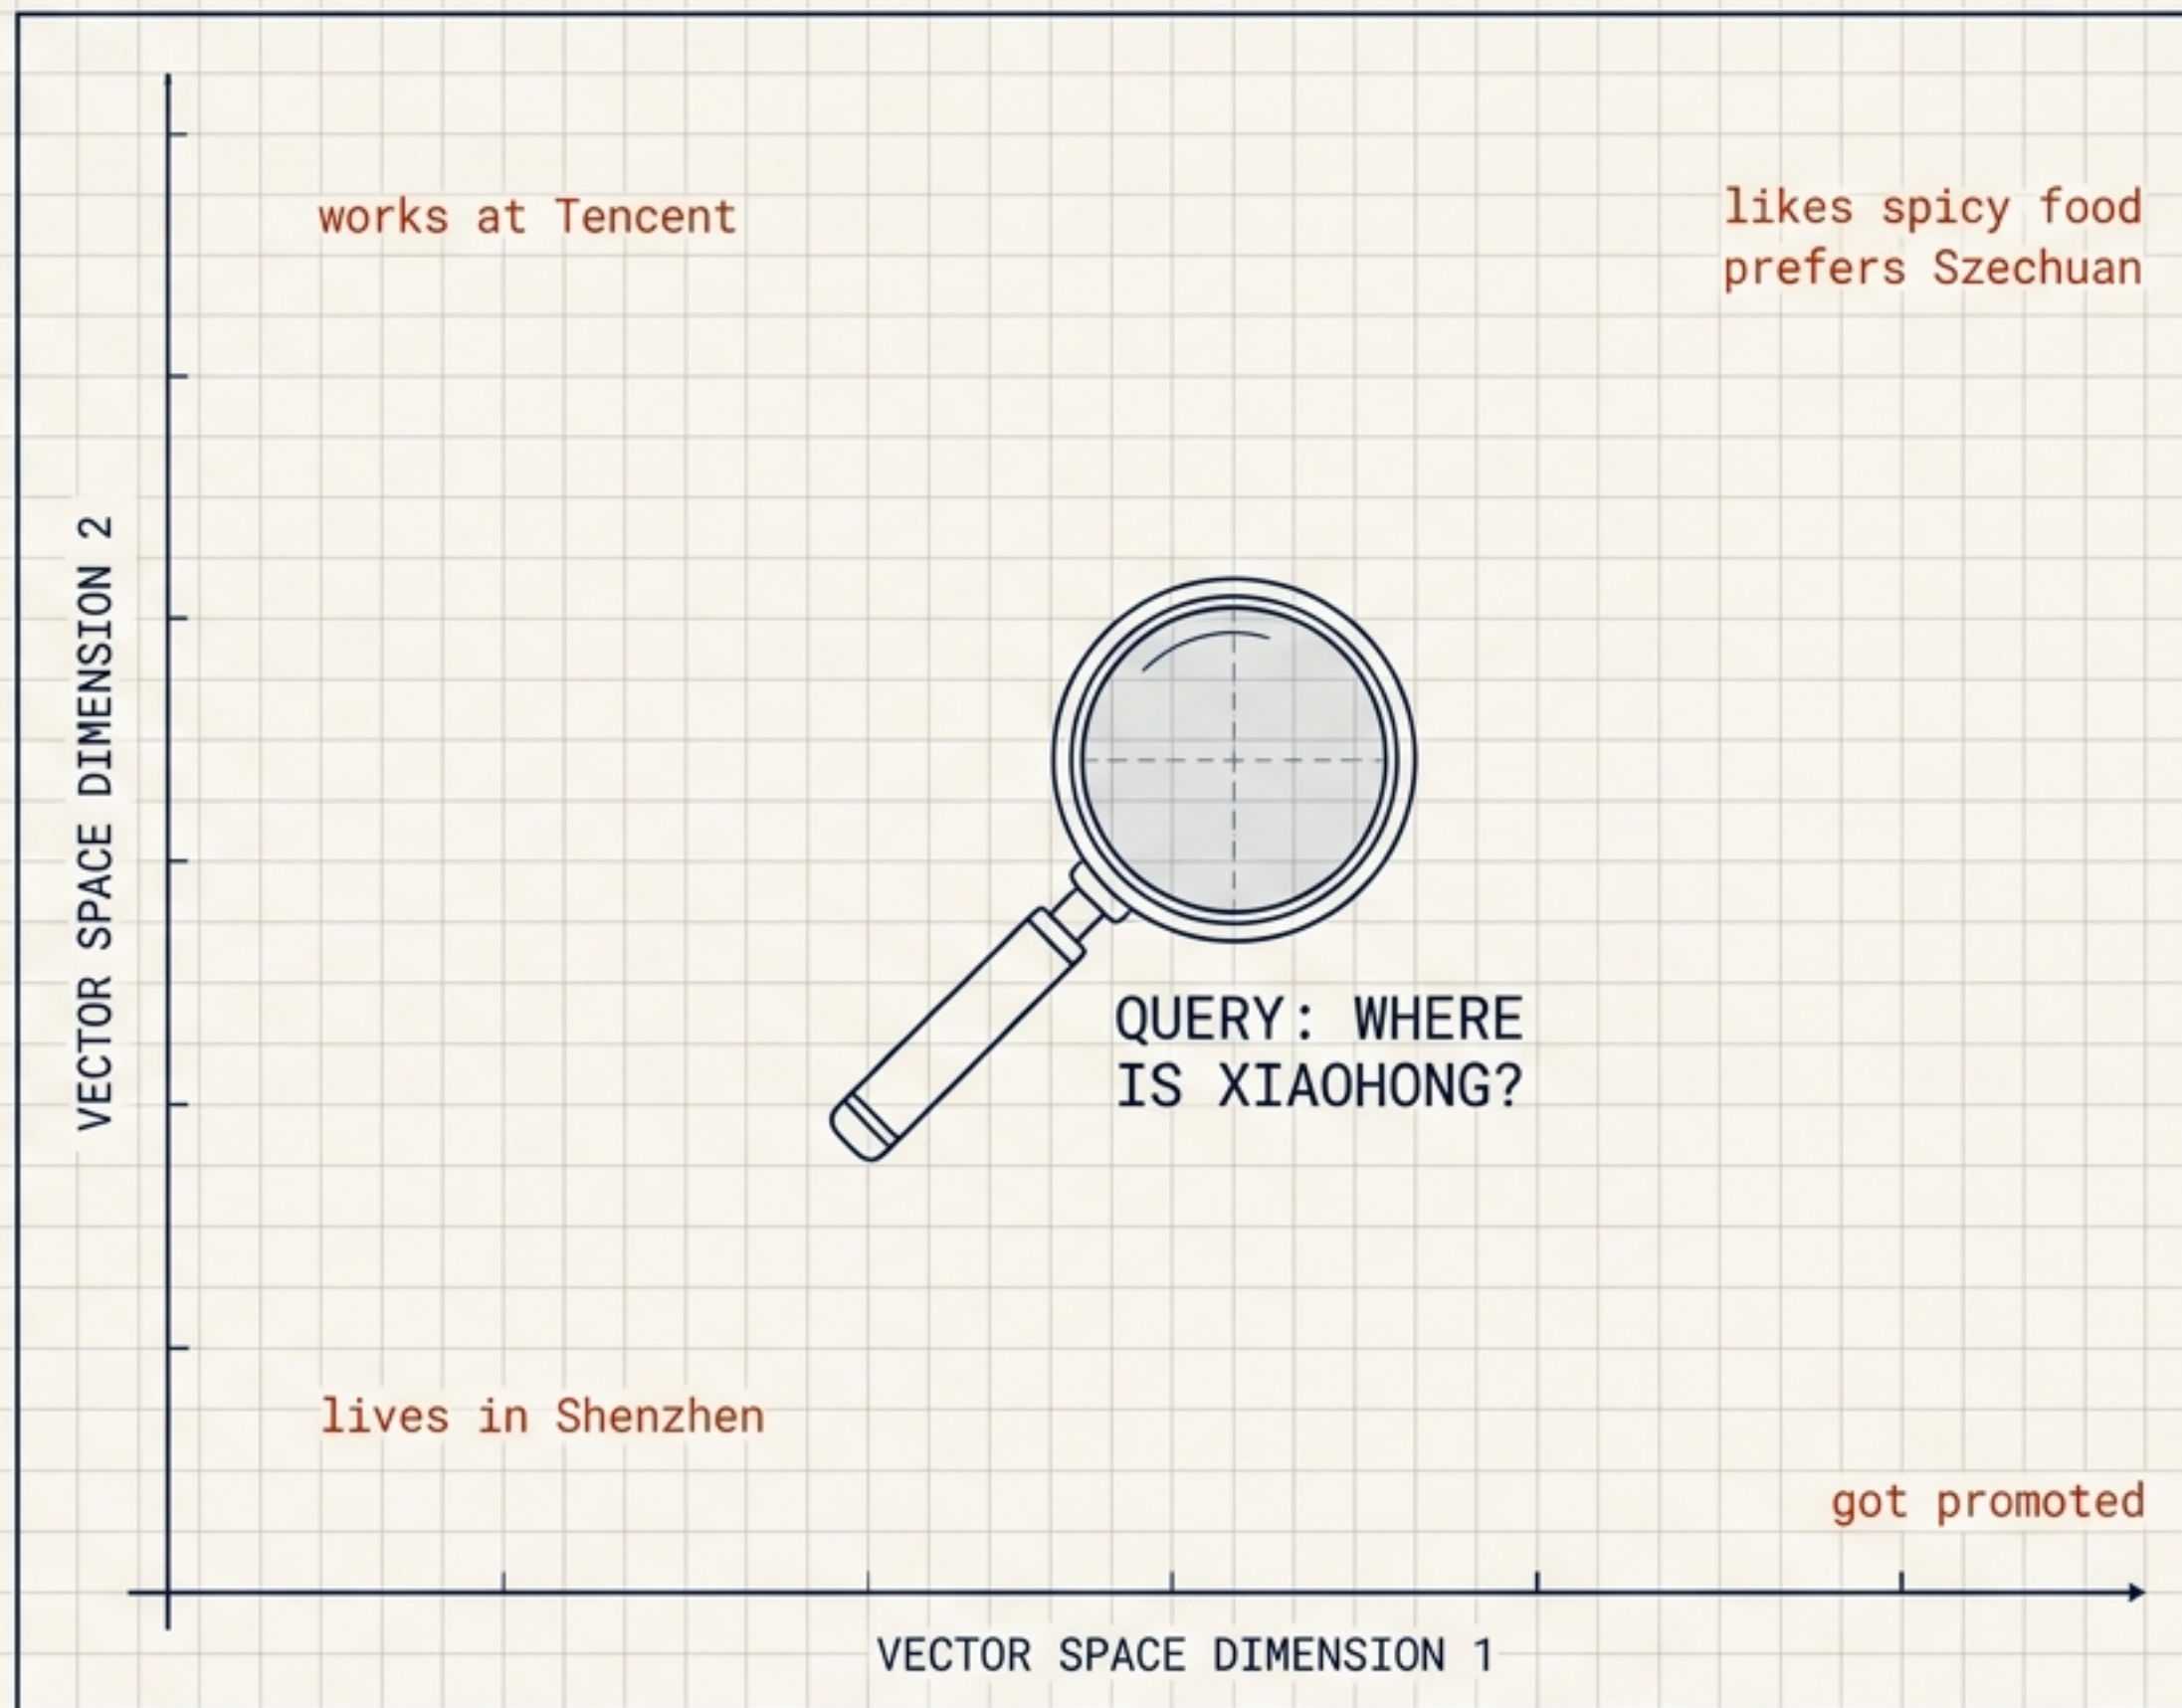 works at Tencent
likes spicy food
prefers Szechuan
VECTOR SPACE DIMENSION 2
QUERY: WHERE
IS XIAOHONG?
lives in Shenzhen
got promoted
VECTOR SPACE DIMENSION 1